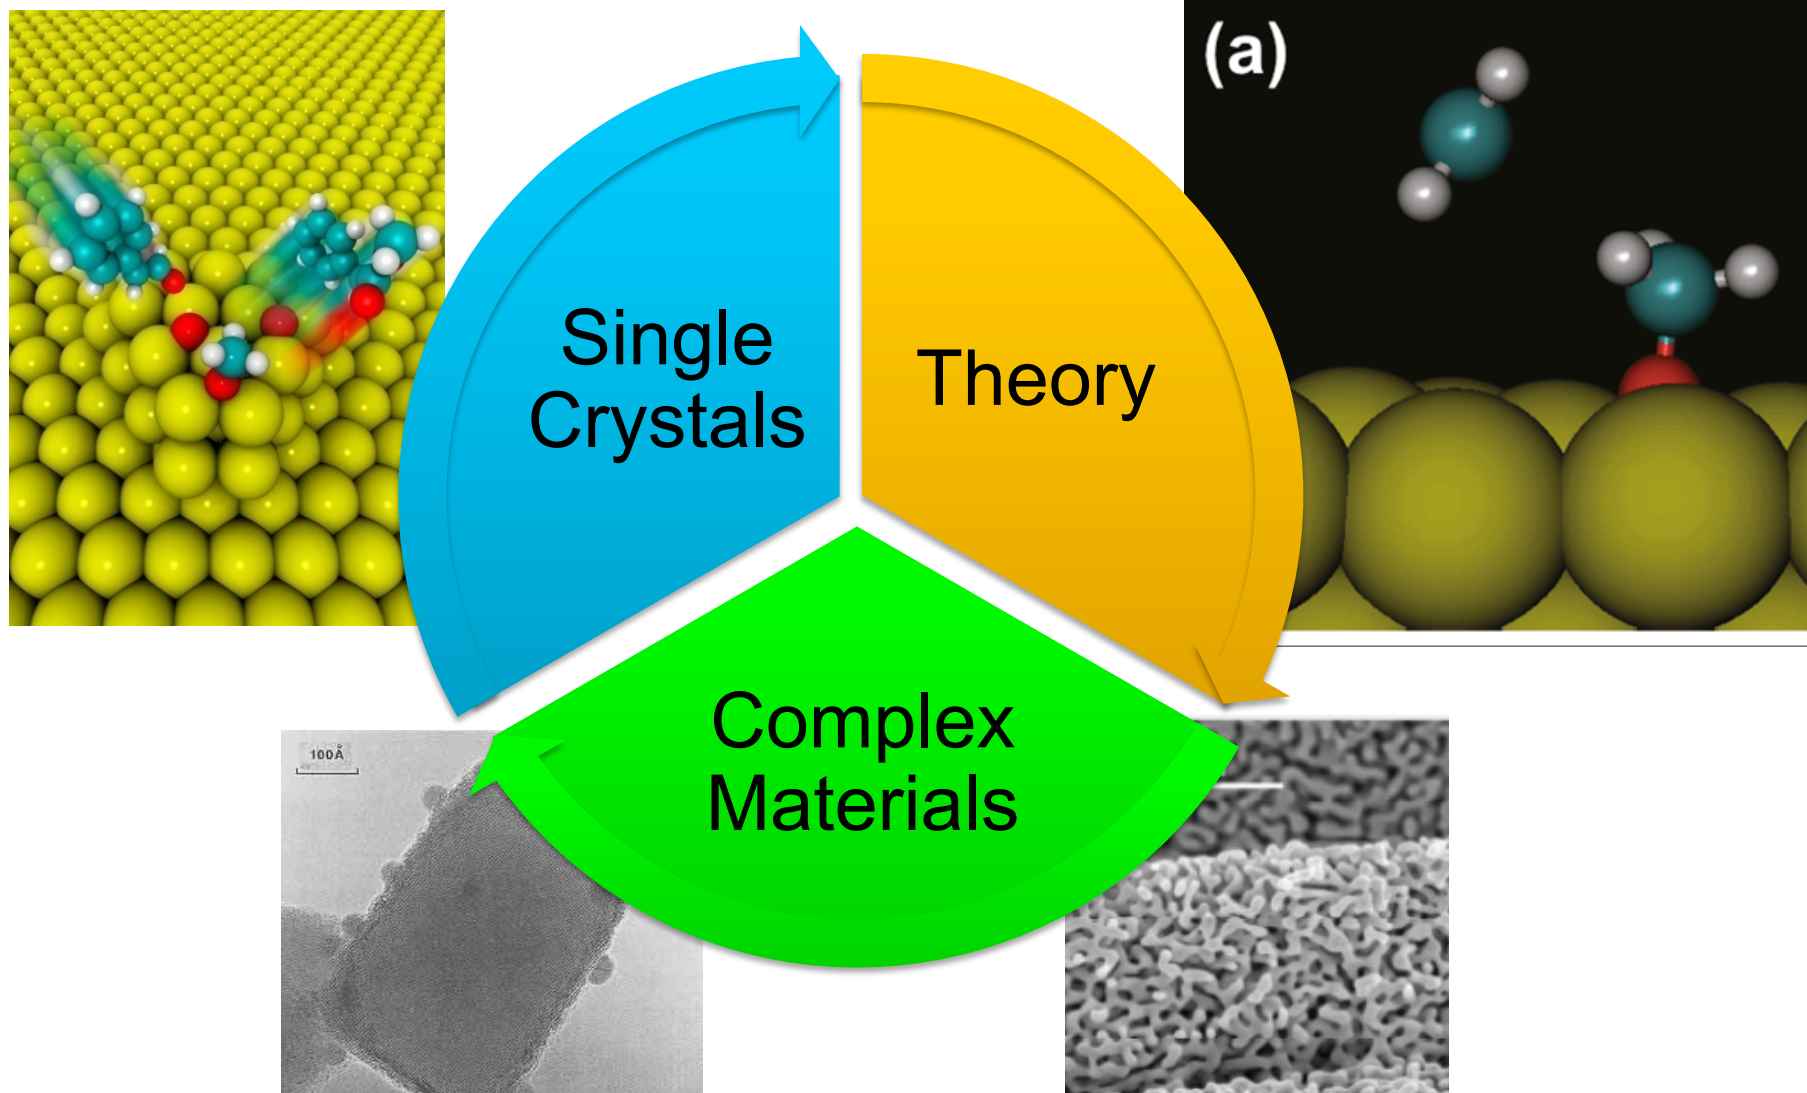 (a)
Single
Crystals
Theory
Complex
Materials
100Å